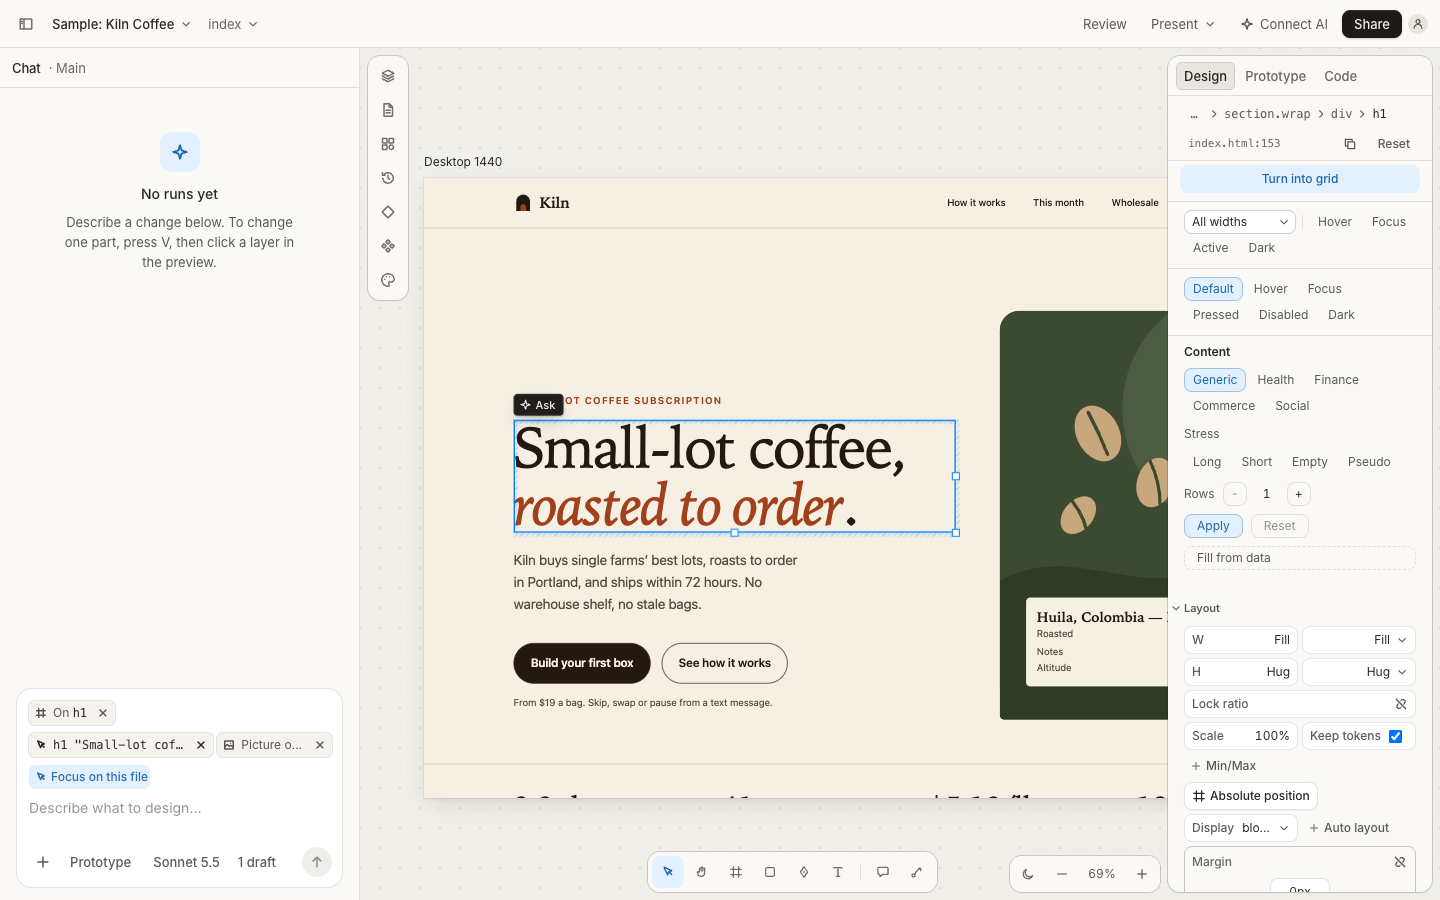 Sample: Kiln Coffee
index
Review
Present
Connect AI
Share
Chat · Main
No runs yet
Describe a change below. To change
one part, press V, then click a layer in
the preview.
On h1
h1 "Small-lot cof…
Picture o…
Focus on this file
Describe what to design...
Prototype
Sonnet 5.5
1 draft
Desktop 1440
Kiln
How it works
This month
Wholesale
Ask
OT COFFEE SUBSCRIPTION
Small-lot coffee,
roasted to order.
Kiln buys single farms’ best lots, roasts to order
in Portland, and ships within 72 hours. No
warehouse shelf, no stale bags.
Build your first box
See how it works
From $19 a bag. Skip, swap or pause from a text message.
Huila, Colombia —
Roasted
Notes
Altitude
69%
Design
Prototype
Code
… > section.wrap > div > h1
index.html:153
Reset
Turn into grid
All widths
Hover
Focus
Active
Dark
Default
Hover
Focus
Pressed
Disabled
Dark
Content
Generic
Health
Finance
Commerce
Social
Stress
Long
Short
Empty
Pseudo
Rows - 1 +
Apply
Reset
Fill from data
Layout
W Fill
Fill
H Hug
Hug
Lock ratio
Scale 100%
Keep tokens
Min/Max
Absolute position
Display blo…
Auto layout
Margin
0px